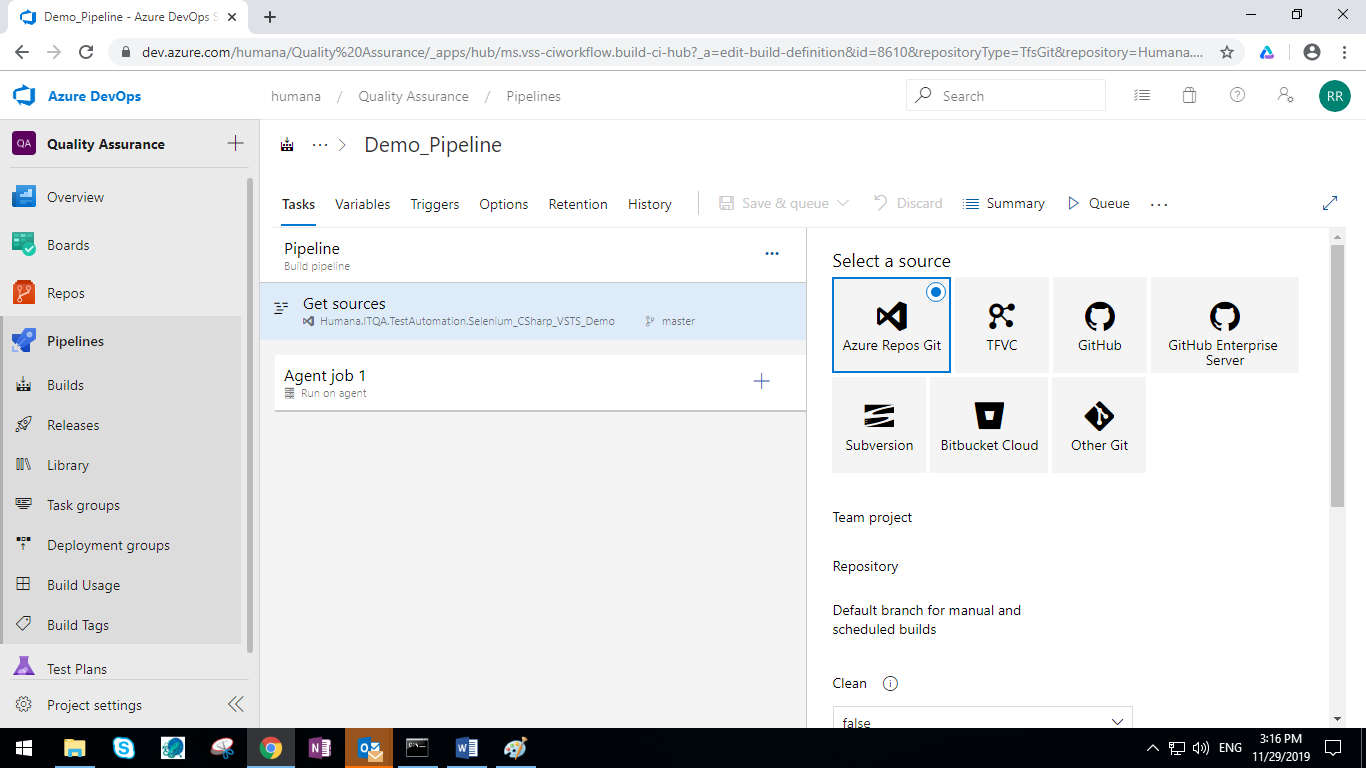 Demo_Pipeline - Azure DevOps S
dev.azure.com/humana/Quality%20Assurance/_apps/hub/ms.vss-ciworkflow.build-ci-hub?_a=edit-build-definition&id=8610&repositoryType=TfsGit&repository=Humana....
Azure DevOps
humana / Quality Assurance / Pipelines
Search
RR
QA Quality Assurance
Demo_Pipeline
Overview
Boards
Repos
Pipelines
Builds
Releases
Library
Task groups
Deployment groups
Build Usage
Build Tags
Test Plans
Project settings
Tasks Variables Triggers Options Retention History Save & queue Discard Summary Queue ...
Pipeline
Build pipeline
Get sources
Humana.ITQA.TestAutomation.Selenium_CSharp_VSTS_Demo master
Agent job 1
Run on agent
Select a source
Azure Repos Git
TFVC
GitHub
GitHub Enterprise
Server
Subversion
Bitbucket Cloud
Other Git
Team project
Repository
Default branch for manual and
scheduled builds
Clean
false
ENG
3:16 PM
11/29/2019